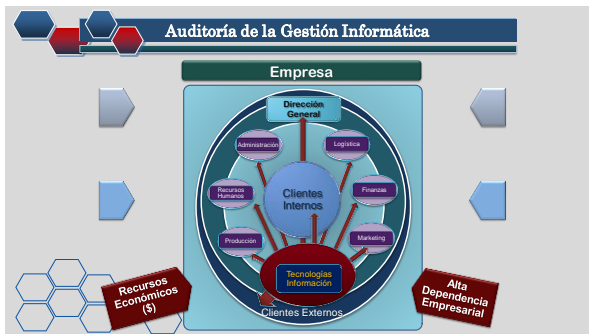 Auditoría de la Gestión Informática
Empresa
Dirección
General
Administración
Logística
Recursos
Humanos
Clientes
Internos
Finanzas
Producción
Marketing
Tecnologías
Información
Clientes Externos
Recursos
Económicos
($)
Alta
Dependencia
Empresarial